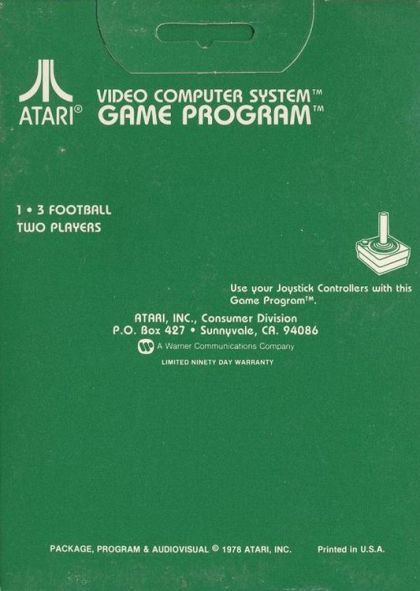 ATARI® VIDEO COMPUTER SYSTEM™
GAME PROGRAM™
1 • 3 FOOTBALL
TWO PLAYERS
Use your Joystick Controllers with this
Game Program™.
ATARI, INC., Consumer Division
P.O. Box 427 • Sunnyvale, CA. 94086
A Warner Communications Company
LIMITED NINETY DAY WARRANTY
PACKAGE, PROGRAM & AUDIOVISUAL © 1978 ATARI, INC. Printed in U.S.A.